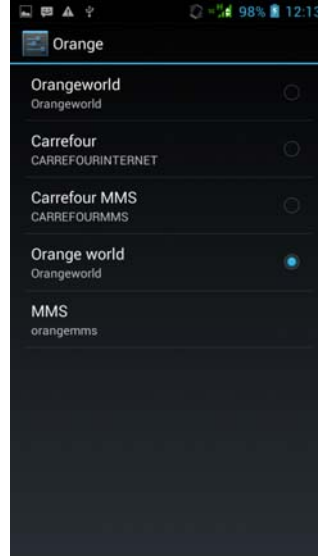 98% 12:13
Orange
Orangeworld
Orangeworld
Carrefour
CARREFOURINTERNET
Carrefour MMS
CARREFOURMMS
Orange world
Orangeworld
MMS
orangemms